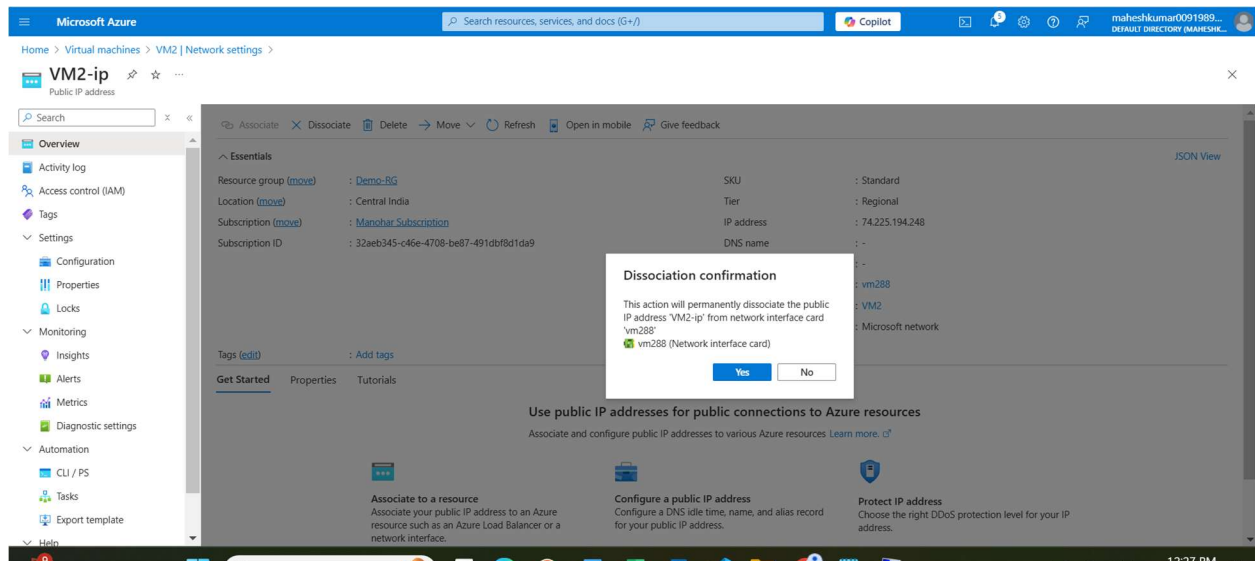 Microsoft Azure
Search resources, services, and docs (G+/)
Copilot
5
maheshkumar0091989...
DEFAULT DIRECTORY (MAHESHK...
Home > Virtual machines > VM2 | Network settings >
VM2-ip
Public IP address
Search
Overview
Activity log
Access control (IAM)
Tags
Settings
Configuration
Properties
Locks
Monitoring
Insights
Alerts
Metrics
Diagnostic settings
Automation
CLI / PS
Tasks
Export template
Help
Associate Dissociate Delete Move Refresh Open in mobile Give feedback
Essentials
JSON View
Resource group (move) : Demo-RG
Location (move) : Central India
Subscription (move) : Manohar Subscription
Subscription ID : 32aeb345-c46e-4708-be87-491dbf8d1da9
SKU : Standard
Tier : Regional
IP address : 74.225.194.248
DNS name : -
: -
: vm288
: VM2
: Microsoft network
Tags (edit) : Add tags
Dissociation confirmation
This action will permanently dissociate the public
IP address 'VM2-ip' from network interface card
'vm288'
vm288 (Network interface card)
Yes No
Get Started Properties Tutorials
Use public IP addresses for public connections to Azure resources
Associate and configure public IP addresses to various Azure resources Learn more.
Associate to a resource
Associate your public IP address to an Azure
resource such as an Azure Load Balancer or a
network interface.
Configure a public IP address
Configure a DNS idle time, name, and alias record
for your public IP address.
Protect IP address
Choose the right DDoS protection level for your IP
address.
12:27 PM